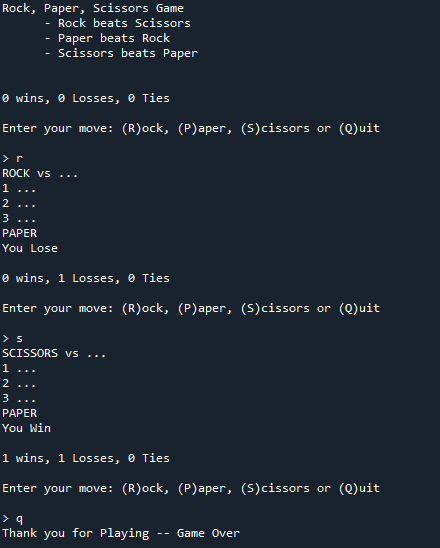 Rock, Paper, Scissors Game
- Rock beats Scissors
- Paper beats Rock
- Scissors beats Paper
0 wins, 0 Losses, 0 Ties
Enter your move: (R)ock, (P)aper, (S)cissors or (Q)uit
> r
ROCK vs ...
1 ...
2 ...
3 ...
PAPER
You Lose
0 wins, 1 Losses, 0 Ties
Enter your move: (R)ock, (P)aper, (S)cissors or (Q)uit
> s
SCISSORS vs ...
1 ...
2 ...
3 ...
PAPER
You Win
1 wins, 1 Losses, 0 Ties
Enter your move: (R)ock, (P)aper, (S)cissors or (Q)uit
> q
Thank you for Playing -- Game Over